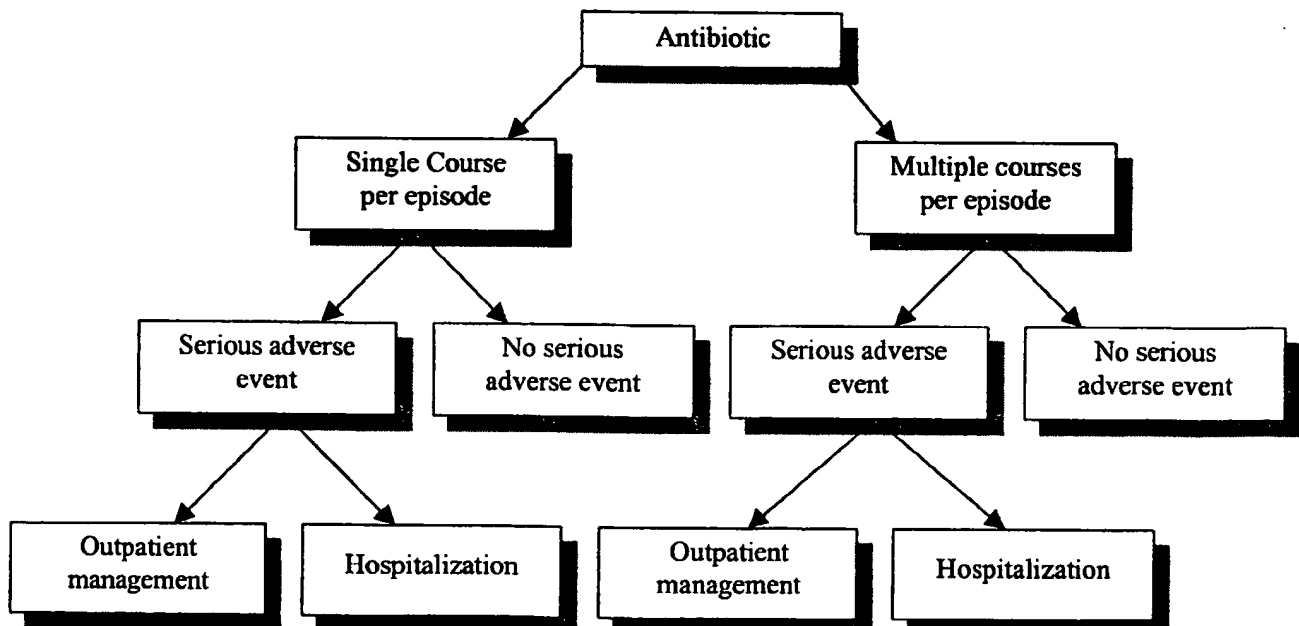 Antibiotic
Single Course
per episode
Multiple courses
per episode
Serious adverse
event
No serious
adverse event
Serious adverse
event
No serious
adverse event
Outpatient
management
Hospitalization
Outpatient
management
Hospitalization